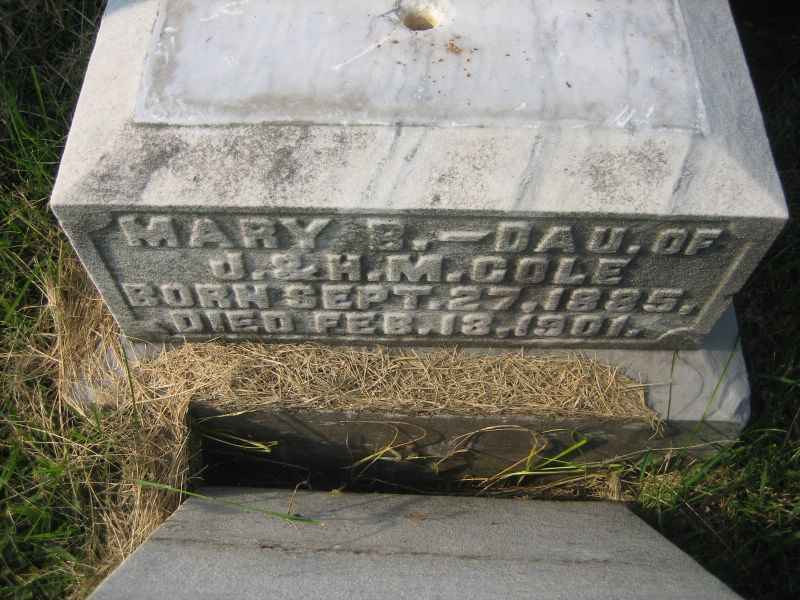 MARY B.—DAU. OF
J. & H. M. COLE
BORN SEPT. 27, 1885,
DIED FEB. 18, 1901.